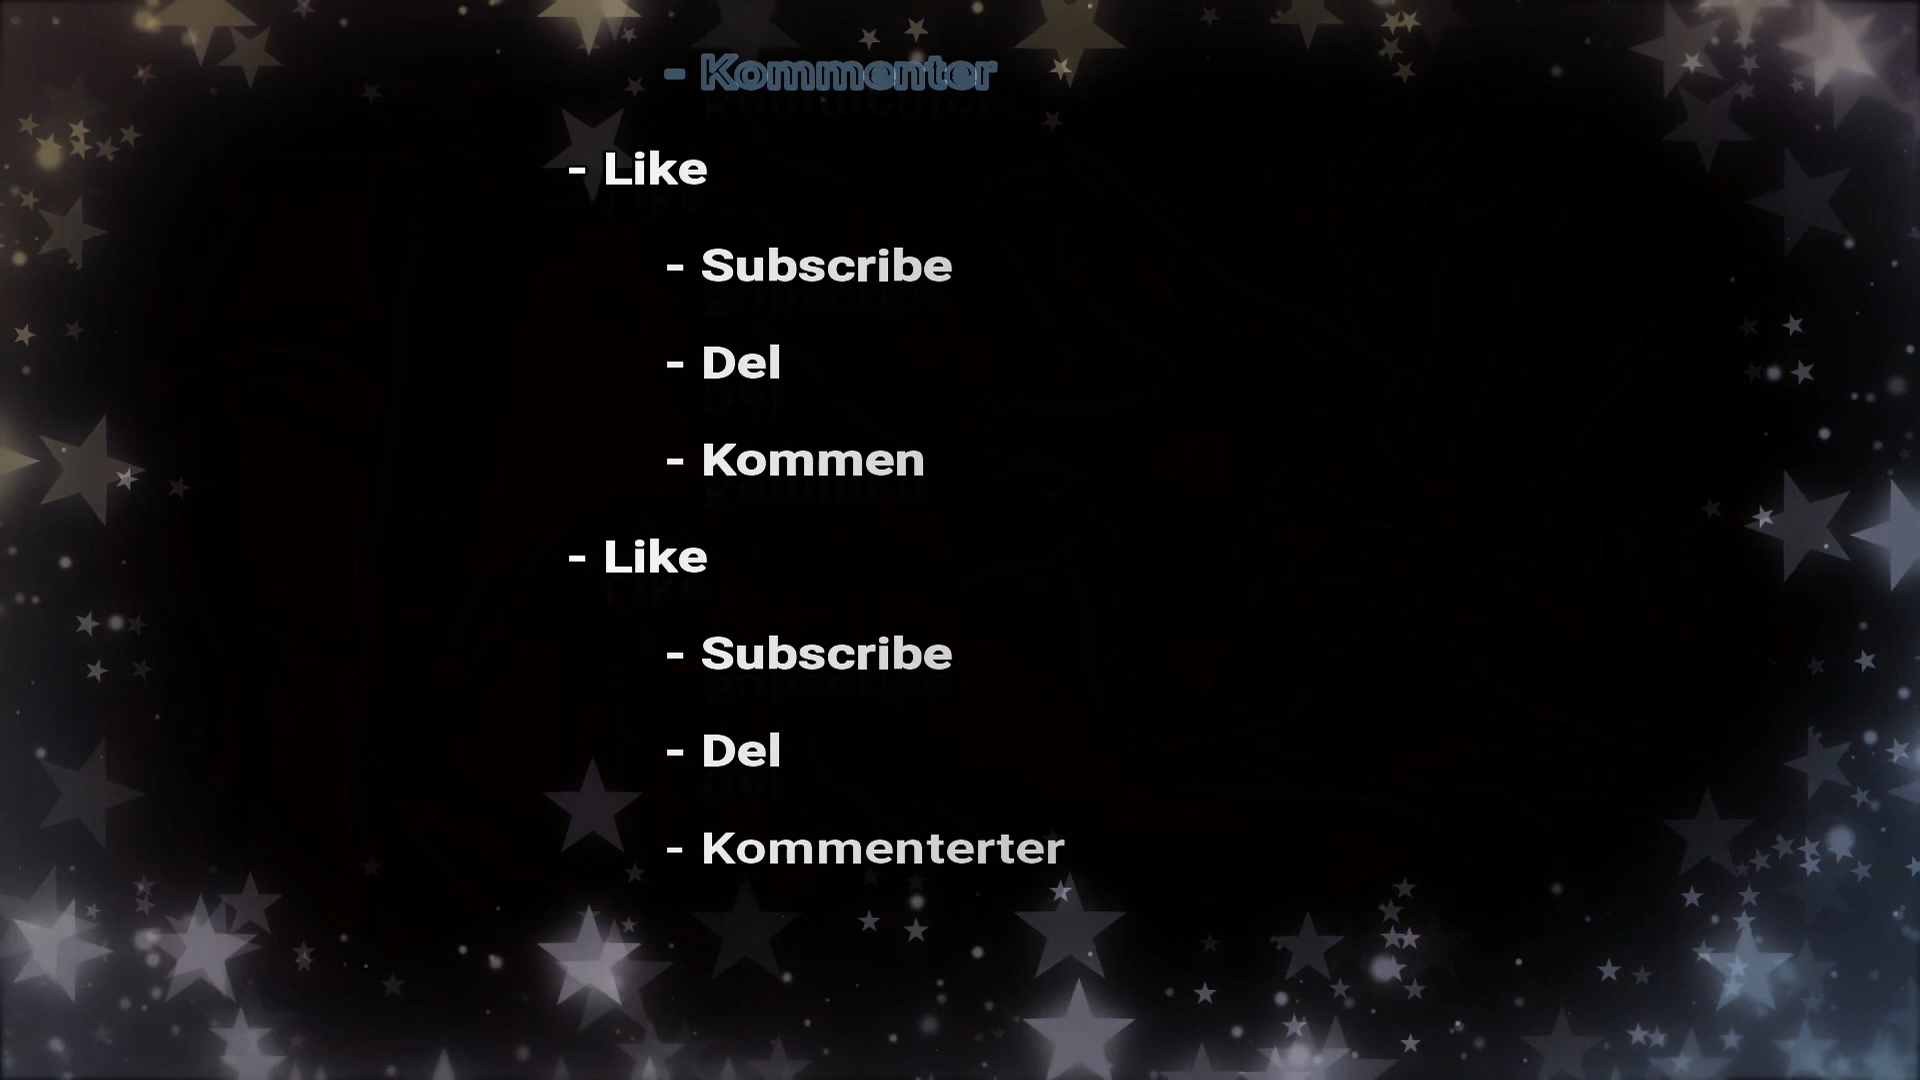 - Kommenter
- Like
- Subscribe
- Del
- Kommen
- Like
- Subscribe
- Del
- Kommenterter